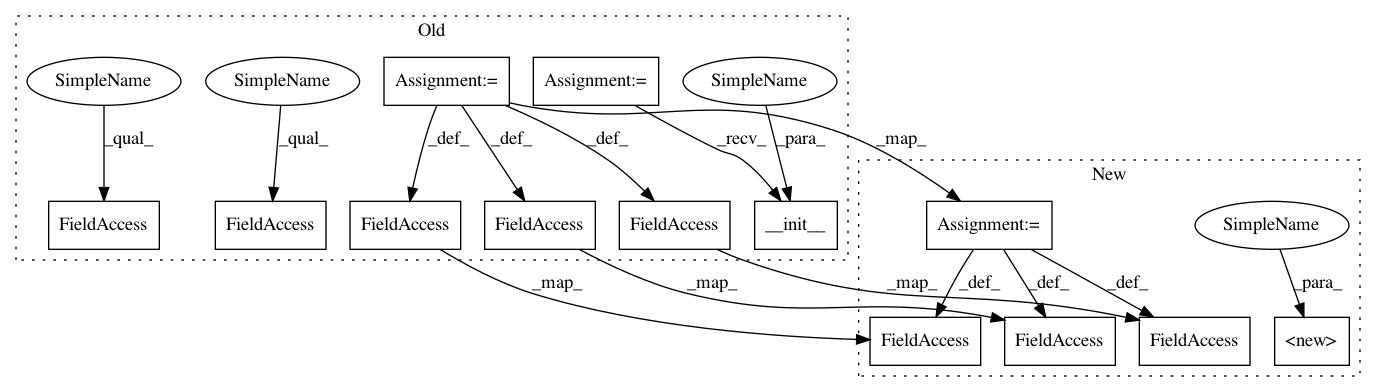 Old
SimpleName
SimpleName
Assignment:=
Assignment:=
SimpleName
_qual_
_qual_
_def_
_def_
_def_
_recv_
_para_
_map_
New
FieldAccess
FieldAccess
FieldAccess
FieldAccess
FieldAccess
__init__
Assignment:=
SimpleName
_map_
_map_
_map_
_def_
_def_
_def_
_para_
FieldAccess
FieldAccess
FieldAccess
<new>